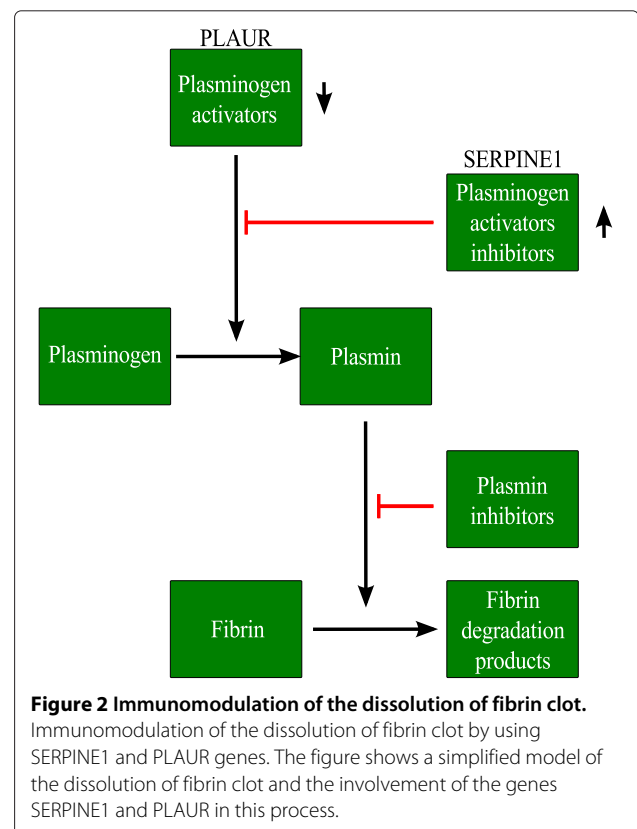 PLAUR
Plasminogen
activators
SERPINE1
Plasminogen
activators
inhibitors
Plasminogen
Plasmin
Plasmin
inhibitors
Fibrin
Fibrin
degradation
products
Figure 2 Immunomodulation of the dissolution of fibrin clot.
Immunomodulation of the dissolution of fibrin clot by using
SERPINE1 and PLAUR genes. The figure shows a simplified model of
the dissolution of fibrin clot and the involvement of the genes
SERPINE1 and PLAUR in this process.